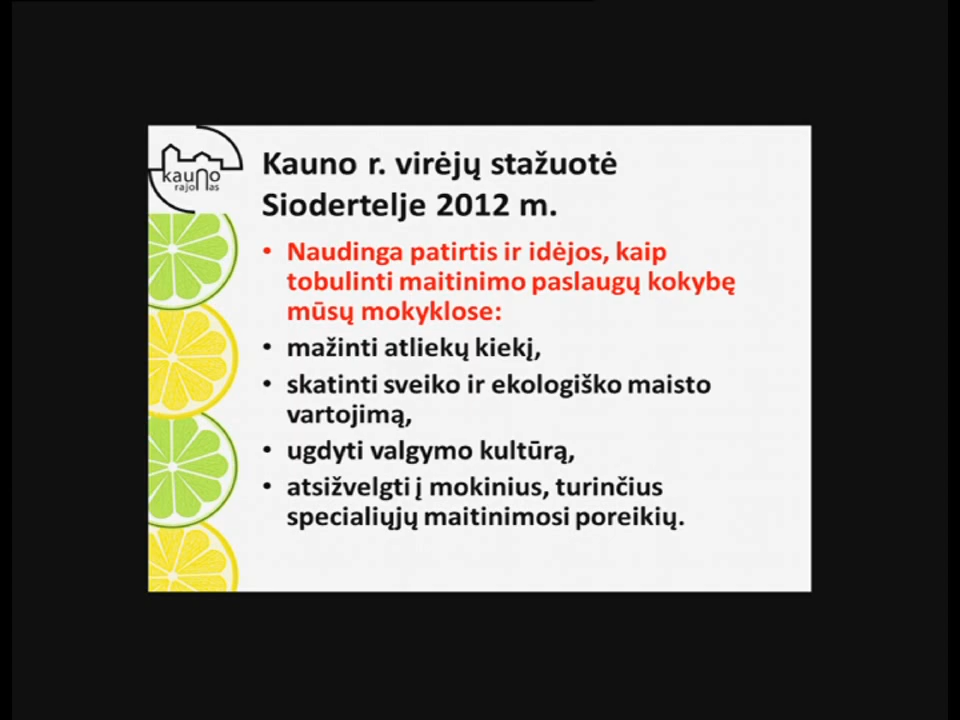 kauno
rajonas
Kauno r. virėjų stažuotė
Siodertelje 2012 m.
• Naudinga patirtis ir idėjos, kaip
tobulinti maitinimo paslaugų kokybę
mūsų mokyklose:
• mažinti atliekų kiekį,
• skatinti sveiko ir ekologiško maisto
vartojimą,
• ugdyti valgymo kultūrą,
• atsižvelgti į mokinius, turinčius
specialiųjų maitinimosi poreikių.